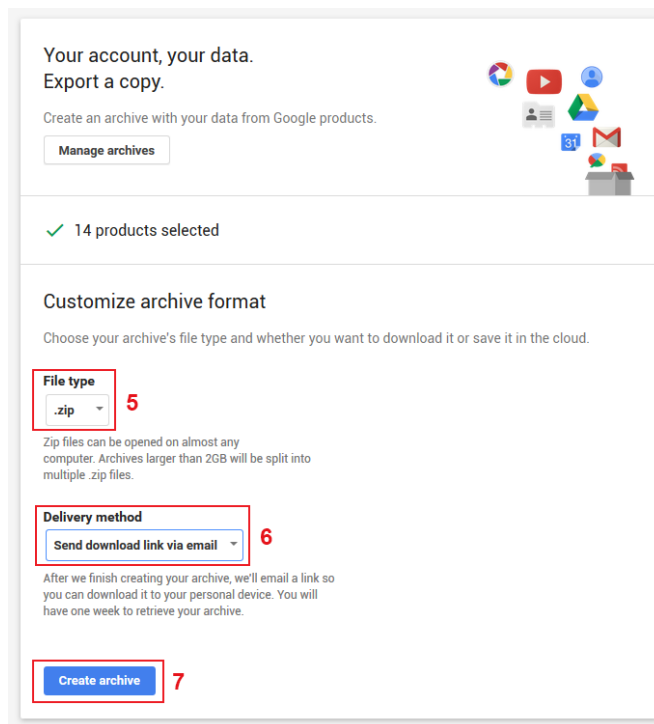 Your account, your data.
Export a copy.
Create an archive with your data from Google products.
Manage archives
31
14 products selected
Customize archive format
Choose your archive's file type and whether you want to download it or save it in the cloud.
File type
.zip
5
Zip files can be opened on almost any
computer. Archives larger than 2GB will be split into
multiple .zip files.
Delivery method
Send download link via email
6
After we finish creating your archive, we'll email a link so
you can download it to your personal device. You will
have one week to retrieve your archive.
Create archive
7